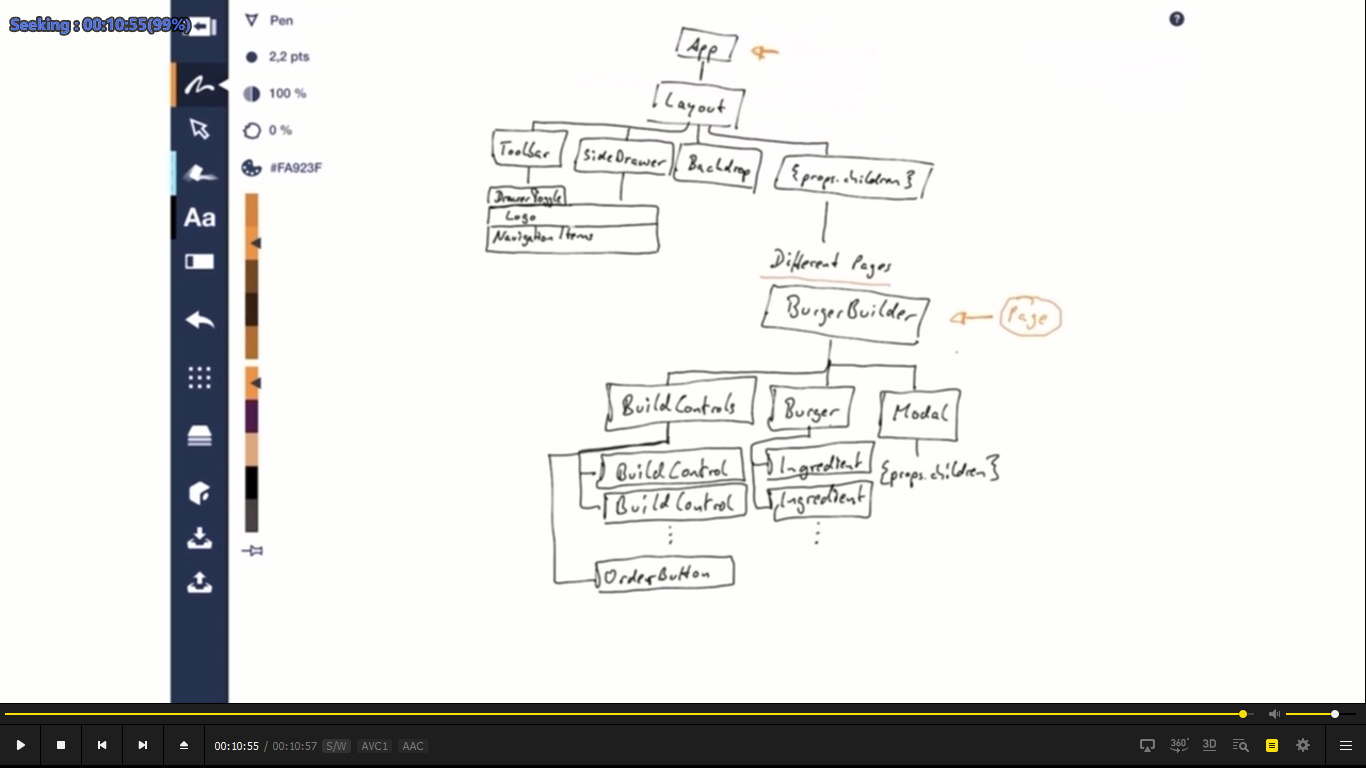 Seeking : 00:10:55(99%)
Pen
2,2 pts
100 %
0 %
#FA923F
Aa
?
App
Layout
Toolbar
SideDrawer
Backdrop
{props.children}
DrawerToggle
Logo
Navigation Items
Different Pages
BurgerBuilder
Page
BuildControls
Burger
Modal
BuildControl
Ingredient
{props.children}
BuildControl
Ingredient
OrderButton
00:10:55 / 00:10:57 S/W AVC1 AAC
360°
3D